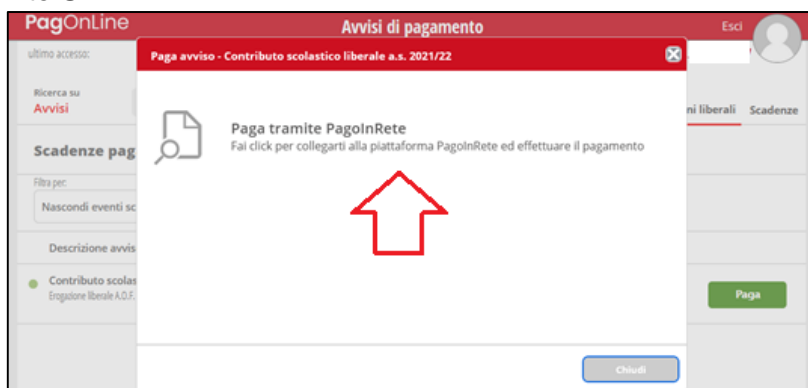 PagOnLine
Avvisi di pagamento
Esci
ultimo accesso:
Paga avviso - Contributo scolastico liberale a.s. 2021/22
Ricerca su
Avvisi
ni liberali
Scadenze
Paga tramite PagoInRete
Fai click per collegarti alla piattaforma PagoInRete ed effettuare il pagamento
Scadenze pag
Filtra per:
Nascondi eventi sc
Descrizione avvis
Contributo scolas
Erogazione liberale A.O.F.
Paga
Chiudi